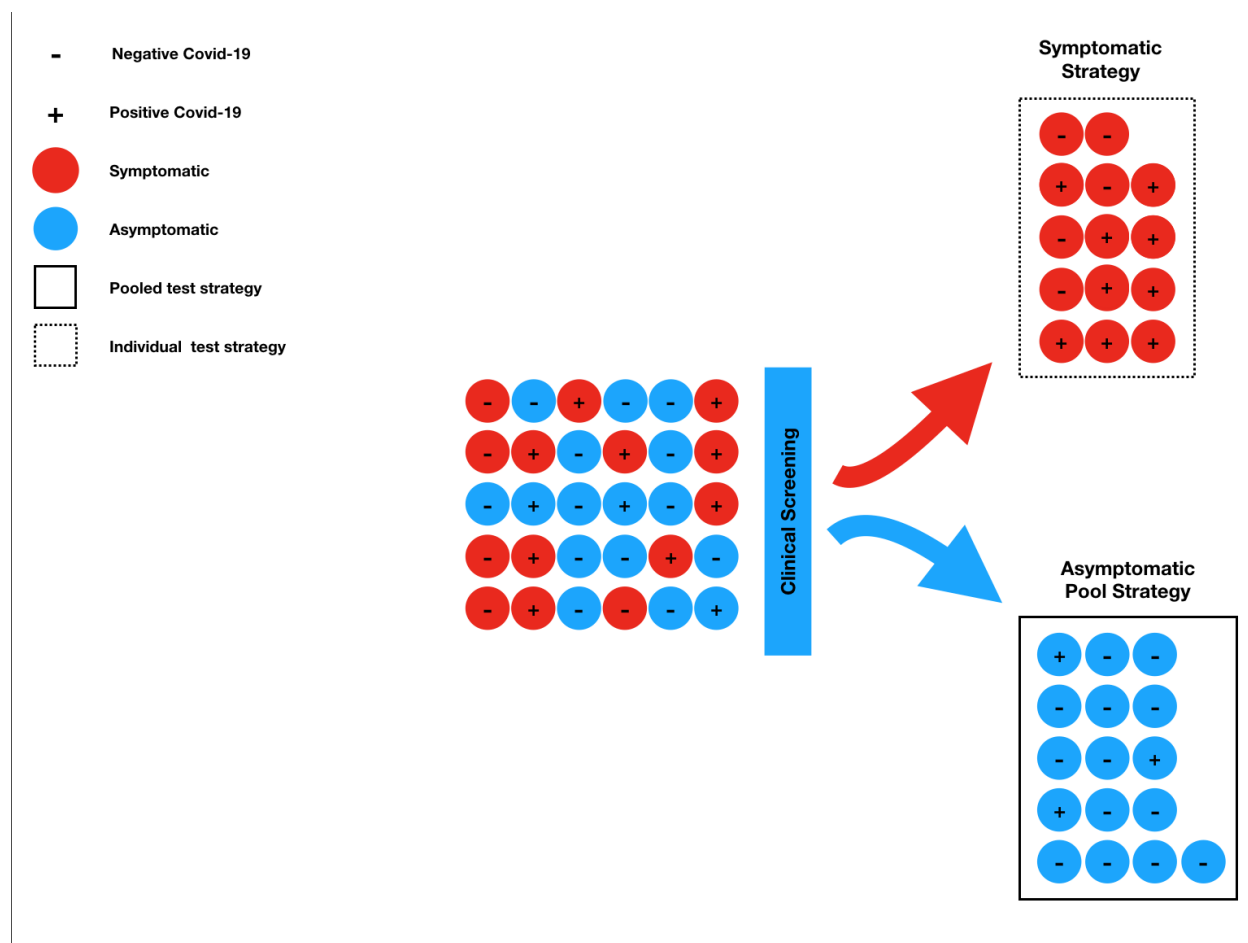 - Negative Covid-19
+ Positive Covid-19
Symptomatic
Asymptomatic
Pooled test strategy
Individual test strategy
- - + - - +
- + - + - +
- + - + - +
- + - - + -
- + - - - +
Clinical Screening
Symptomatic
Strategy
- -
+ - +
- + +
- + +
+ + +
Asymptomatic
Pool Strategy
+ - -
- - -
- - +
+ - -
- - - -